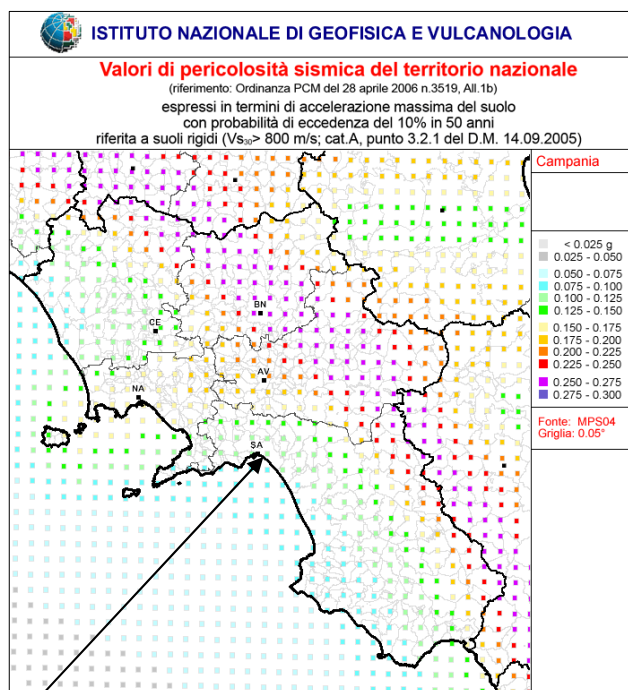 ISTITUTO NAZIONALE DI GEOFISICA E VULCANOLOGIA
Valori di pericolosità sismica del territorio nazionale
(riferimento: Ordinanza PCM del 28 aprile 2006 n.3519, All.1b)
espressi in termini di accelerazione massima del suolo
con probabilità di eccedenza del 10% in 50 anni
riferita a suoli rigidi (Vs₃₀> 800 m/s; cat.A, punto 3.2.1 del D.M. 14.09.2005)
Campania
< 0.025 g
0.025 - 0.050
0.050 - 0.075
0.075 - 0.100
0.100 - 0.125
0.125 - 0.150
0.150 - 0.175
0.175 - 0.200
0.200 - 0.225
0.225 - 0.250
0.250 - 0.275
0.275 - 0.300
Fonte: MPS04
Griglia: 0.05°
BN
CE
AV
NA
SA